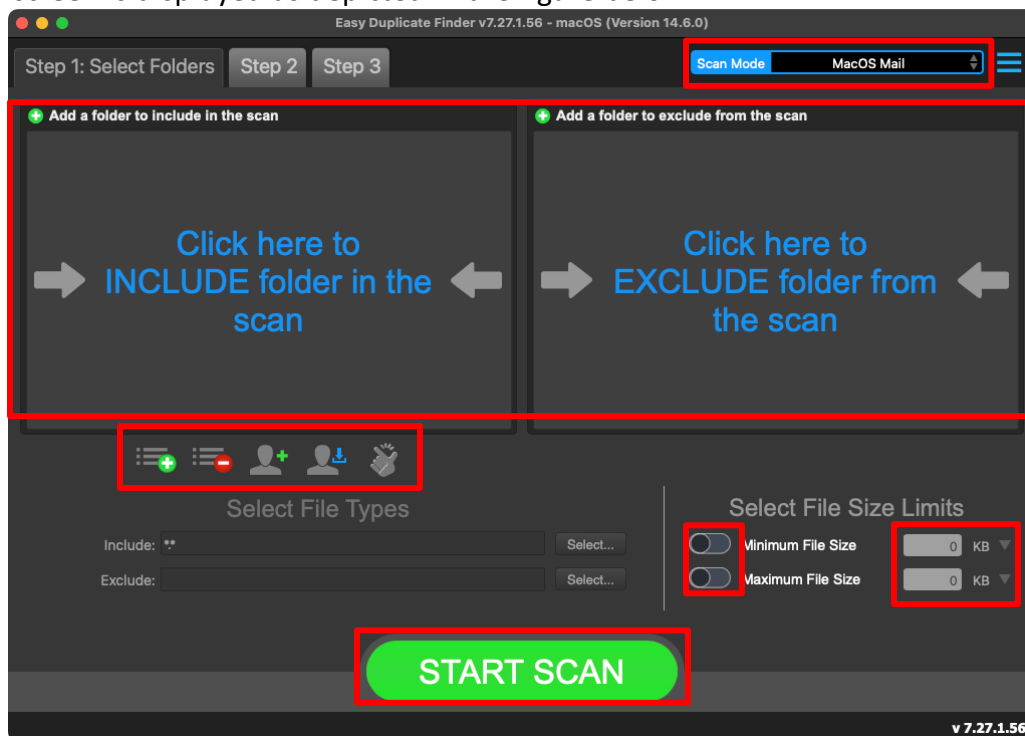 Easy Duplicate Finder v7.27.1.56 - macOS (Version 14.6.0)
Step 1: Select Folders Step 2 Step 3 Scan Mode MacOS Mail
Add a folder to include in the scan Add a folder to exclude from the scan
Click here to
INCLUDE folder in the
scan
Click here to
EXCLUDE folder from
the scan
Select File Types
Include: *.*
Select...
Exclude:
Select...
Select File Size Limits
Minimum File Size 0 KB
Maximum File Size 0 KB
START SCAN
v 7.27.1.56